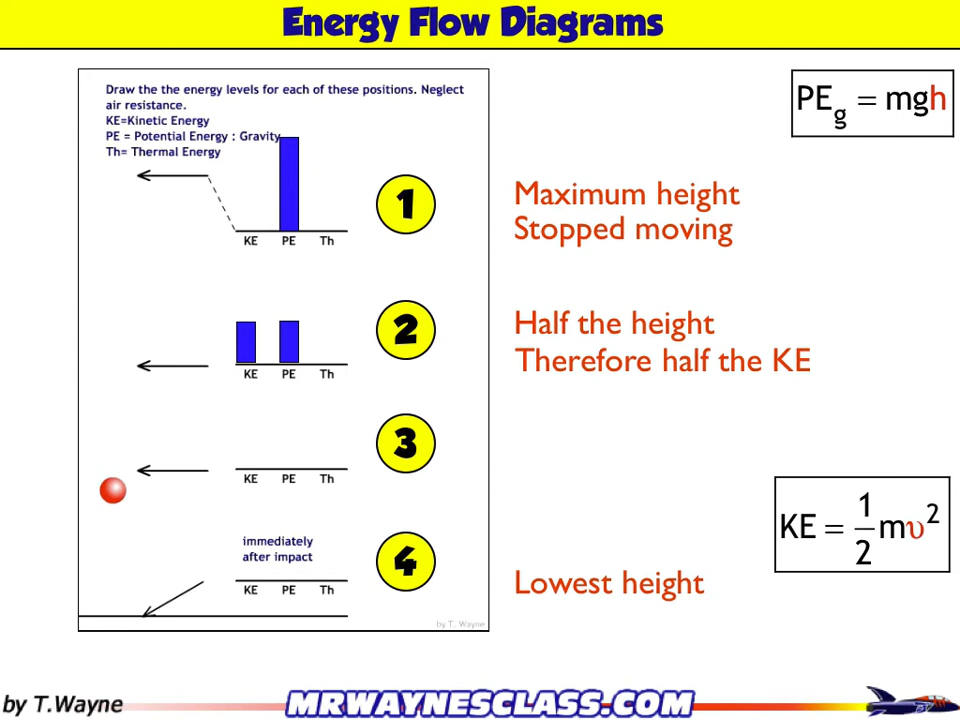 Energy Flow Diagrams
Draw the the energy levels for each of these positions. Neglect
air resistance.
KE=Kinetic Energy
PE = Potential Energy : Gravity
Th= Thermal Energy
PEg = mgh
1
Maximum height
Stopped moving
KE PE Th
2
Half the height
Therefore half the KE
KE PE Th
3
KE PE Th
KE = 1/2 mυ²
immediately
after impact
4
Lowest height
KE PE Th
by T. Wayne
by T.Wayne
MRWAYNESCLASS.COM